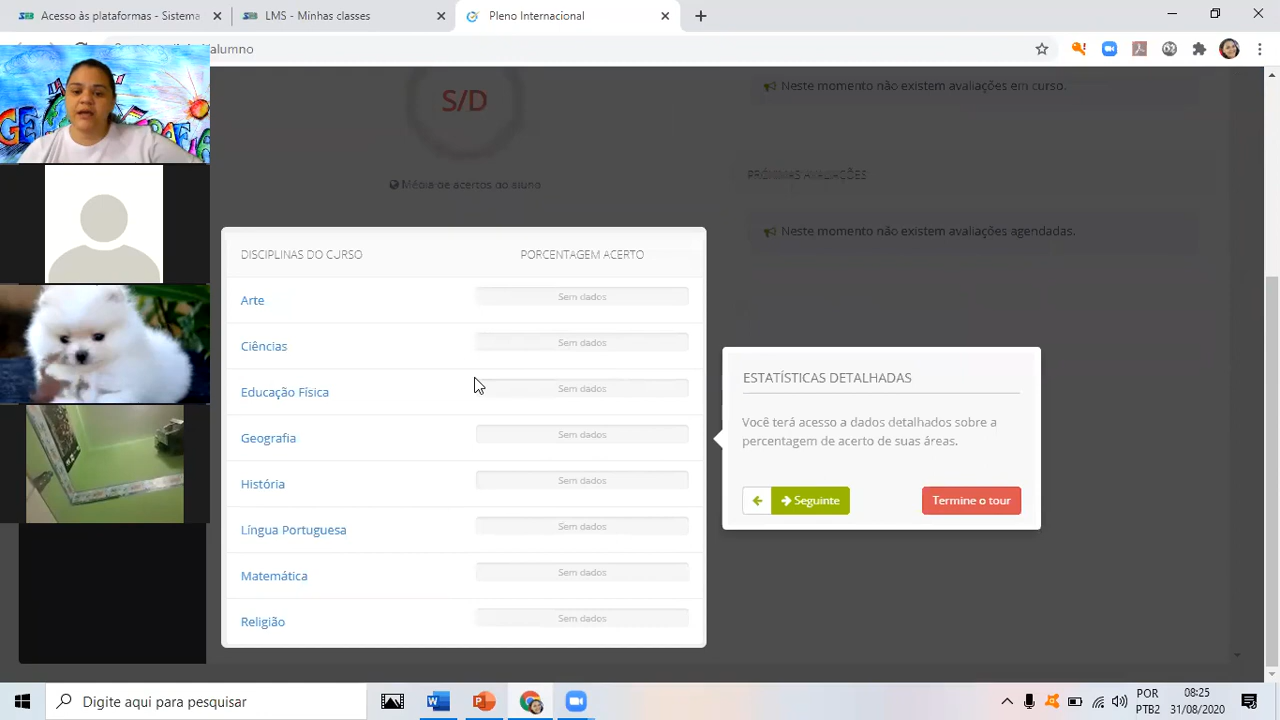 Acesso às plataformas - Sistema
LMS - Minhas classes
Pleno Internacional
alumno
S/D
Neste momento não existem avaliações em curso.
Média de acertos do aluno
PRÓXIMAS AVALIAÇÕES
Neste momento não existem avaliações agendadas.
DISCIPLINAS DO CURSO
PORCENTAGEM ACERTO
Arte
Sem dados
Ciências
Sem dados
Educação Física
Sem dados
Geografia
Sem dados
História
Sem dados
Língua Portuguesa
Sem dados
Matemática
Sem dados
Religião
Sem dados
ESTATÍSTICAS DETALHADAS
Você terá acesso a dados detalhados sobre a
percentagem de acerto de suas áreas.
Seguinte
Termine o tour
Digite aqui para pesquisar
POR
PTB2
08:25
31/08/2020